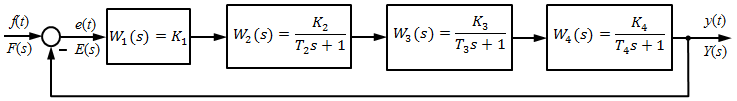 f(t)
F(s)
−
e(t)
E(s)
W₁(s) = K₁
W₂(s) = K₂ / (T₂s + 1)
W₃(s) = K₃ / (T₃s + 1)
W₄(s) = K₄ / (T₄s + 1)
y(t)
Y(s)